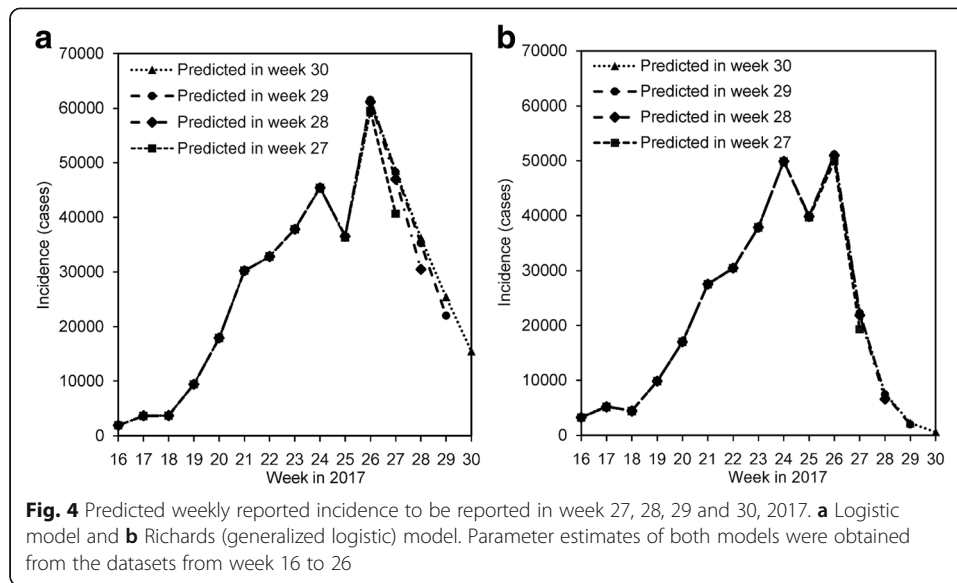 a
70000
60000
50000
40000
30000
20000
10000
0
Incidence (cases)
Predicted in week 30
Predicted in week 29
Predicted in week 28
Predicted in week 27
16 17 18 19 20 21 22 23 24 25 26 27 28 29 30
b
70000
60000
50000
40000
30000
20000
10000
0
Incidence (cases)
Predicted in week 30
Predicted in week 29
Predicted in week 28
Predicted in week 27
16 17 18 19 20 21 22 23 24 25 26 27 28 29 30
Week in 2017
Fig. 4 Predicted weekly reported incidence to be reported in week 27, 28, 29 and 30, 2017. a Logistic
model and b Richards (generalized logistic) model. Parameter estimates of both models were obtained
from the datasets from week 16 to 26